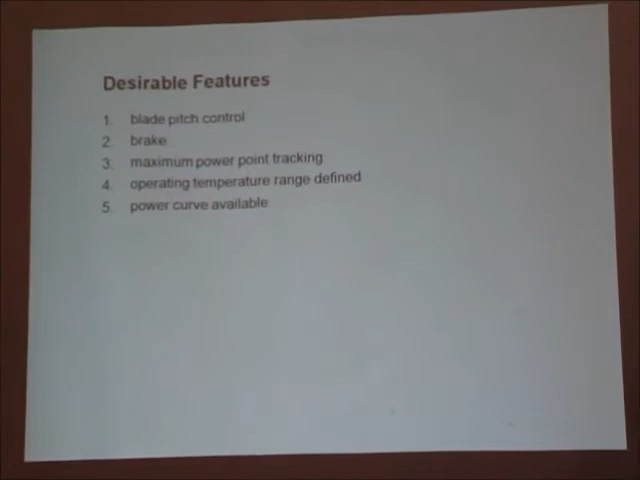 Desirable Features
1. blade pitch control
2. brake
3. maximum power point tracking
4. operating temperature range defined
5. power curve available